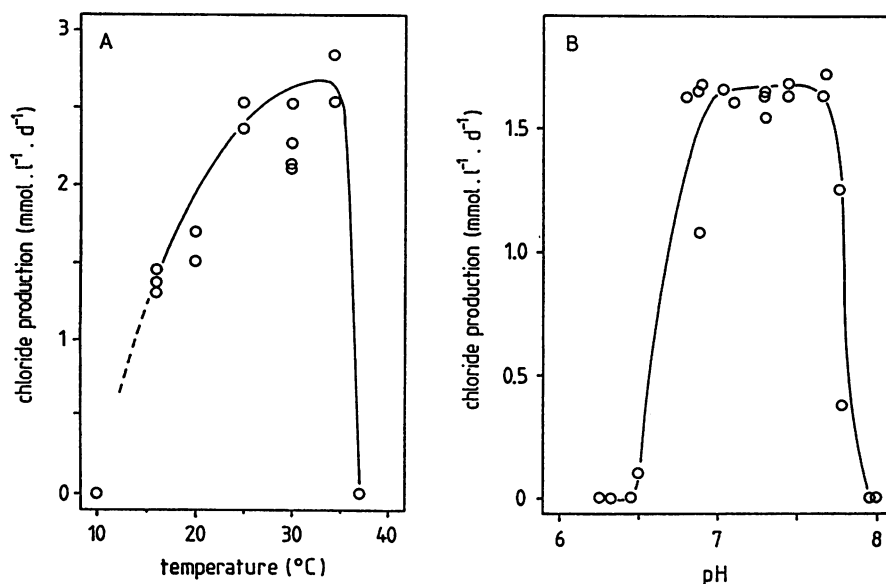 A
chloride production (mmol . l⁻¹ . d⁻¹)
3
2
1
0
10 20 30 40
temperature (°C)
B
chloride production (mmol . l⁻¹ . d⁻¹)
1.5
1.0
0.5
0
6 7 8
pH